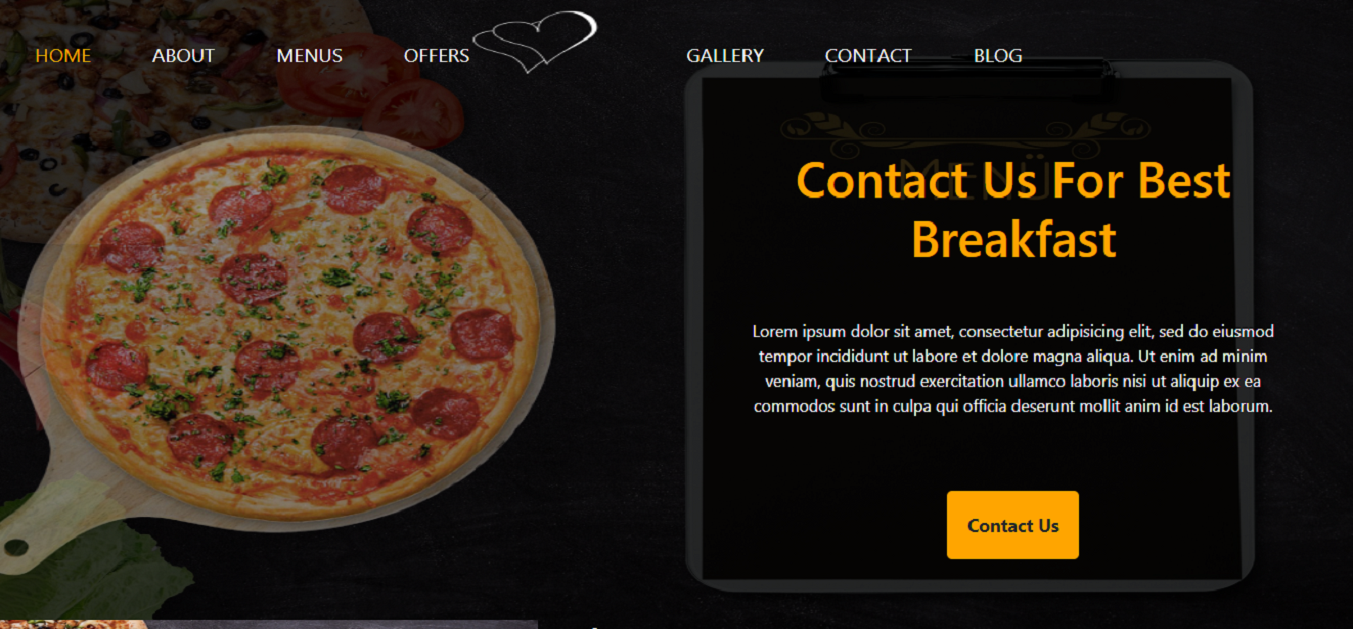 HOME ABOUT MENUS OFFERS GALLERY CONTACT BLOG
MENÜ
Contact Us For Best
Breakfast
Lorem ipsum dolor sit amet, consectetur adipisicing elit, sed do eiusmod
tempor incididunt ut labore et dolore magna aliqua. Ut enim ad minim
veniam, quis nostrud exercitation ullamco laboris nisi ut aliquip ex ea
commodos sunt in culpa qui officia deserunt mollit anim id est laborum.
Contact Us